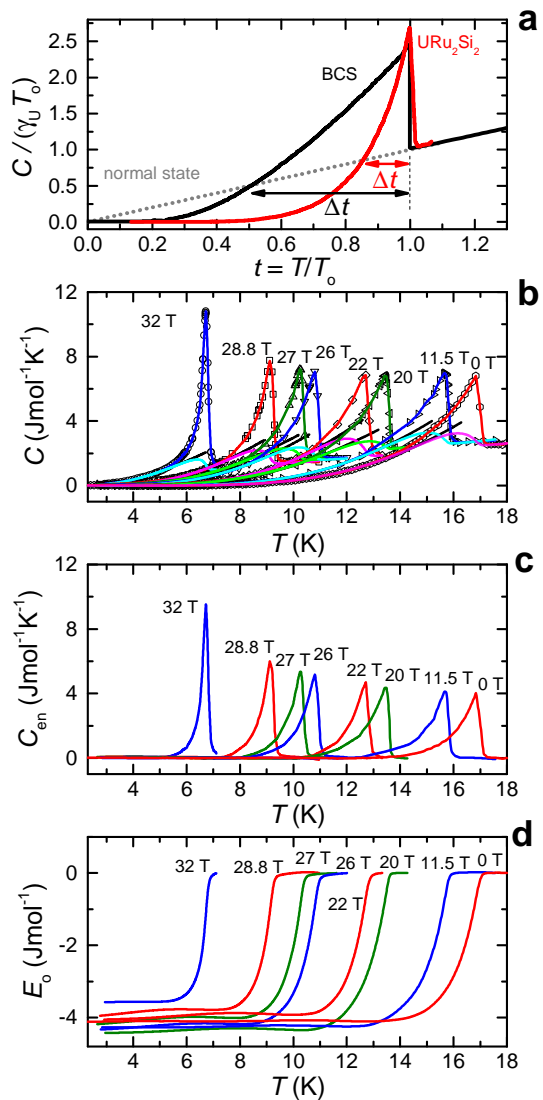 a
2.5
2.0
1.5
1.0
0.5
0.0
C / (γ_U T_o)
URu₂Si₂
BCS
normal state
Δt
Δt
0.0 0.2 0.4 0.6 0.8 1.0 1.2
t = T/T_o
b
12
8
4
0
C (Jmol⁻¹K⁻¹)
32 T
28.8 T
27 T
26 T
22 T
20 T
11.5 T
0 T
4 6 8 10 12 14 16 18
T (K)
c
12
8
4
0
C_en (Jmol⁻¹K⁻¹)
32 T
28.8 T
27 T
26 T
22 T
20 T
11.5 T
0 T
4 6 8 10 12 14 16 18
T (K)
d
0
-2
-4
E_o (Jmol⁻¹)
32 T
28.8 T
27 T
26 T
22 T
20 T
11.5 T
0 T
4 6 8 10 12 14 16 18
T (K)